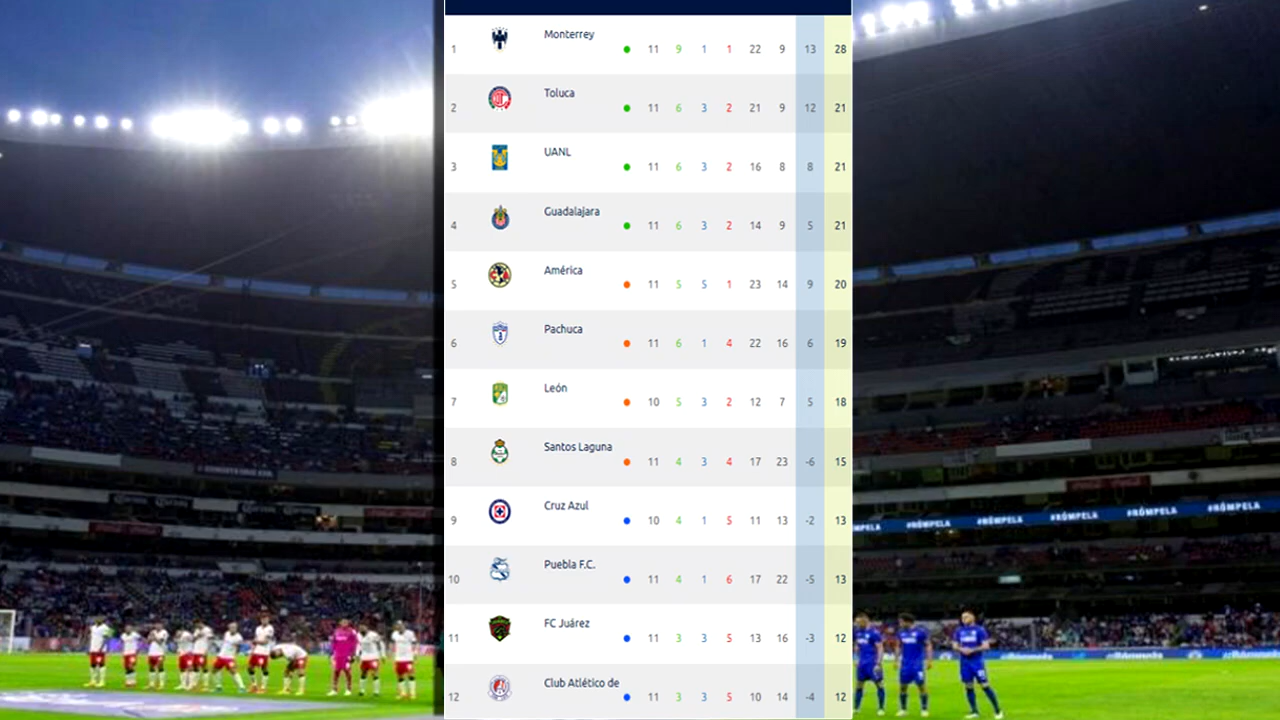 1 Monterrey 11 9 1 1 22 9 13 28
2 Toluca 11 6 3 2 21 9 12 21
3 UANL 11 6 3 2 16 8 8 21
4 Guadalajara 11 6 3 2 14 9 5 21
5 América 11 5 5 1 23 14 9 20
6 Pachuca 11 6 1 4 22 16 6 19
7 León 10 5 3 2 12 7 5 18
8 Santos Laguna 11 4 3 4 17 23 -6 15
9 Cruz Azul 10 4 1 5 11 13 -2 13
10 Puebla F.C. 11 4 1 6 17 22 -5 13
11 FC Juárez 11 3 3 5 13 16 -3 12
12 Club Atlético de 11 3 3 5 10 14 -4 12
#RÓMPELA #RÓMPELA #RÓMPELA #RÓMPELA